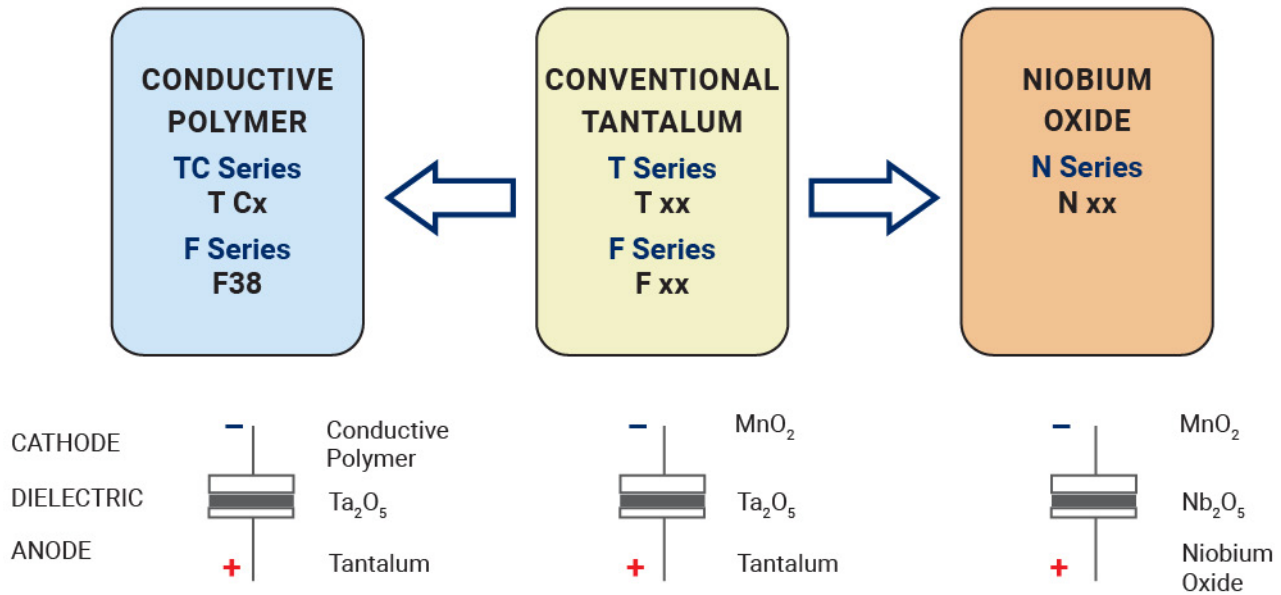 CONDUCTIVE
POLYMER
TC Series
T Cx
F Series
F38
CONVENTIONAL
TANTALUM
T Series
T xx
F Series
F xx
NIOBIUM
OXIDE
N Series
N xx
CATHODE
DIELECTRIC
ANODE
−
Conductive
Polymer
Ta₂O₅
+
Tantalum
−
MnO₂
Ta₂O₅
+
Tantalum
−
MnO₂
Nb₂O₅
+
Niobium
Oxide